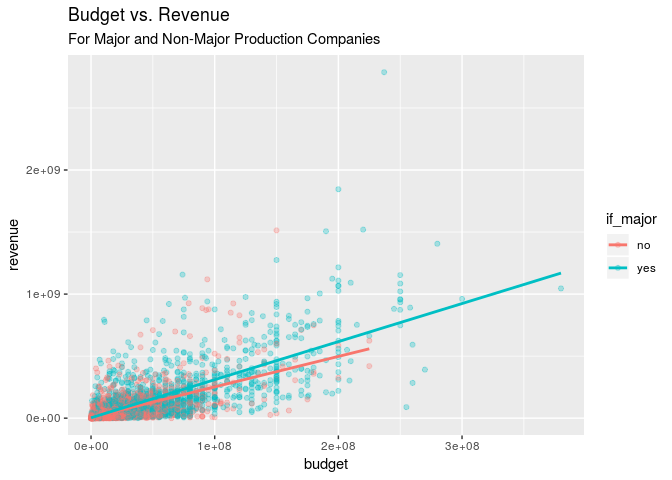 Budget vs. Revenue
For Major and Non-Major Production Companies
revenue
2e+09
1e+09
0e+00
0e+00 1e+08 2e+08 3e+08
budget
if_major
no
yes